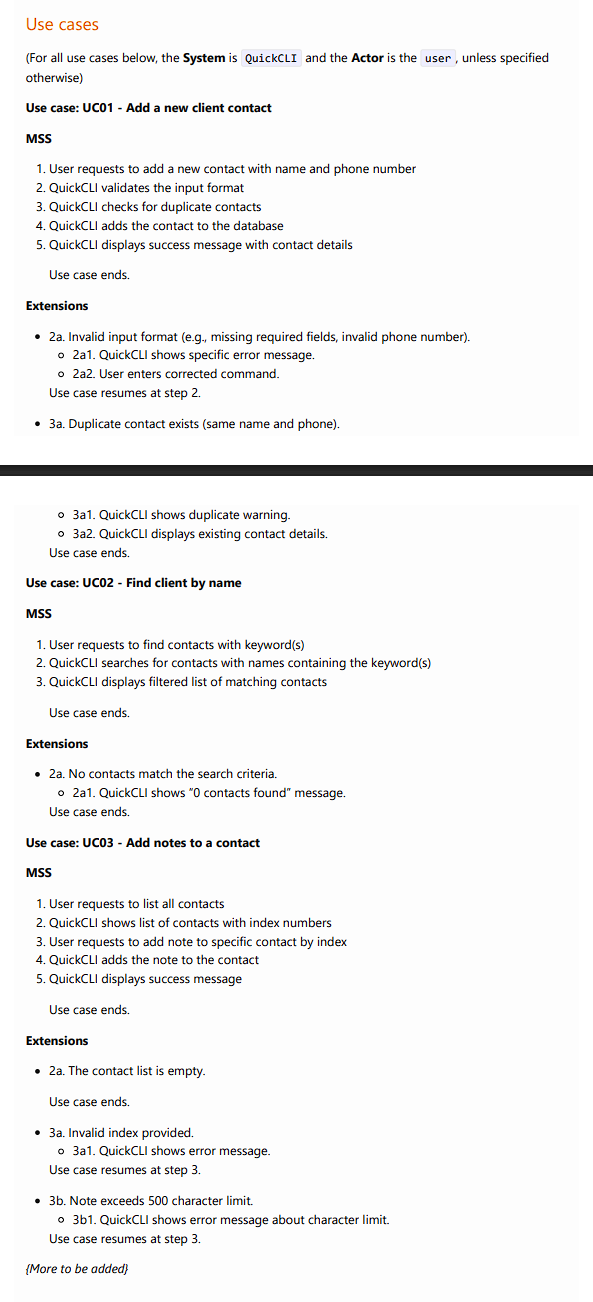 Use cases
(For all use cases below, the System is QuickCLI and the Actor is the user, unless specified
otherwise)
Use case: UC01 - Add a new client contact
MSS
1. User requests to add a new contact with name and phone number
2. QuickCLI validates the input format
3. QuickCLI checks for duplicate contacts
4. QuickCLI adds the contact to the database
5. QuickCLI displays success message with contact details
Use case ends.
Extensions
• 2a. Invalid input format (e.g., missing required fields, invalid phone number).
◦ 2a1. QuickCLI shows specific error message.
◦ 2a2. User enters corrected command.
Use case resumes at step 2.
• 3a. Duplicate contact exists (same name and phone).
◦ 3a1. QuickCLI shows duplicate warning.
◦ 3a2. QuickCLI displays existing contact details.
Use case ends.
Use case: UC02 - Find client by name
MSS
1. User requests to find contacts with keyword(s)
2. QuickCLI searches for contacts with names containing the keyword(s)
3. QuickCLI displays filtered list of matching contacts
Use case ends.
Extensions
• 2a. No contacts match the search criteria.
◦ 2a1. QuickCLI shows "0 contacts found" message.
Use case ends.
Use case: UC03 - Add notes to a contact
MSS
1. User requests to list all contacts
2. QuickCLI shows list of contacts with index numbers
3. User requests to add note to specific contact by index
4. QuickCLI adds the note to the contact
5. QuickCLI displays success message
Use case ends.
Extensions
• 2a. The contact list is empty.
Use case ends.
• 3a. Invalid index provided.
◦ 3a1. QuickCLI shows error message.
Use case resumes at step 3.
• 3b. Note exceeds 500 character limit.
◦ 3b1. QuickCLI shows error message about character limit.
Use case resumes at step 3.
{More to be added}